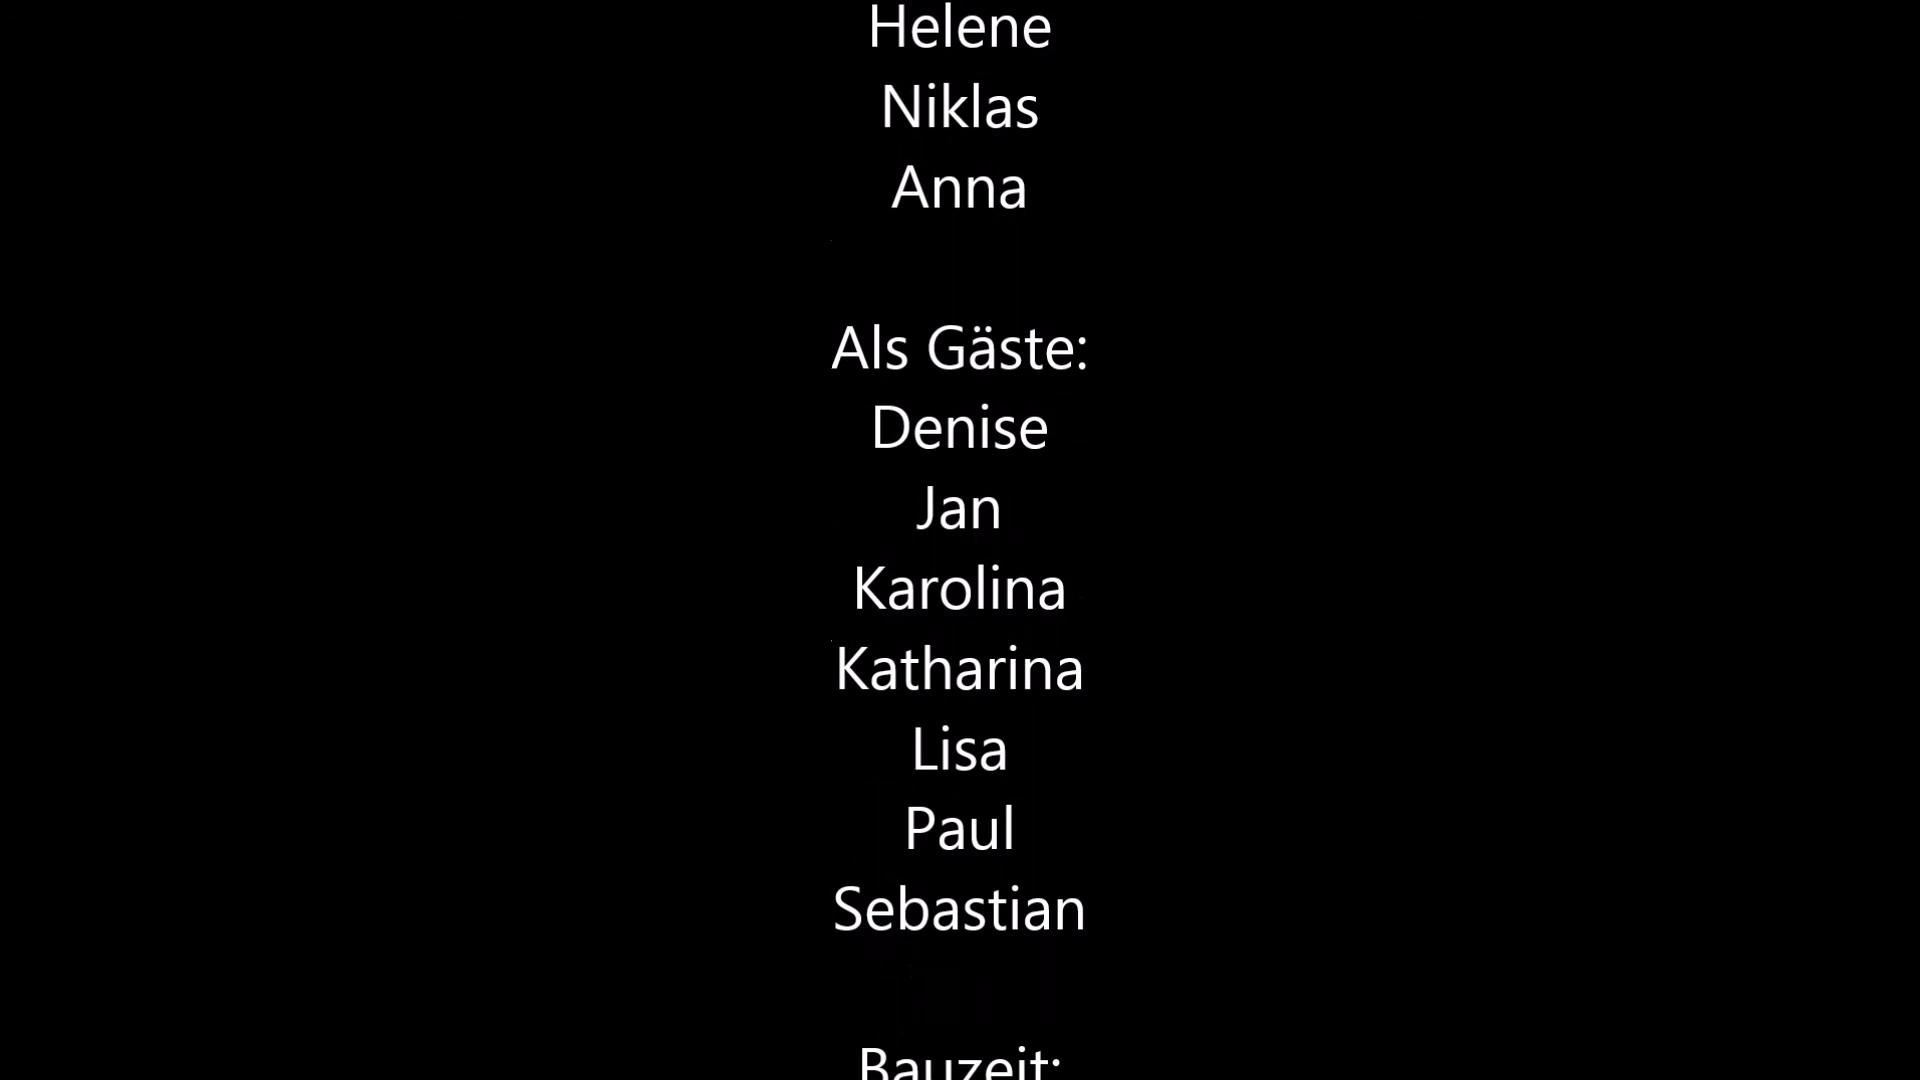 Helene
Niklas
Anna
Als Gäste:
Denise
Jan
Karolina
Katharina
Lisa
Paul
Sebastian
Bauzeit: